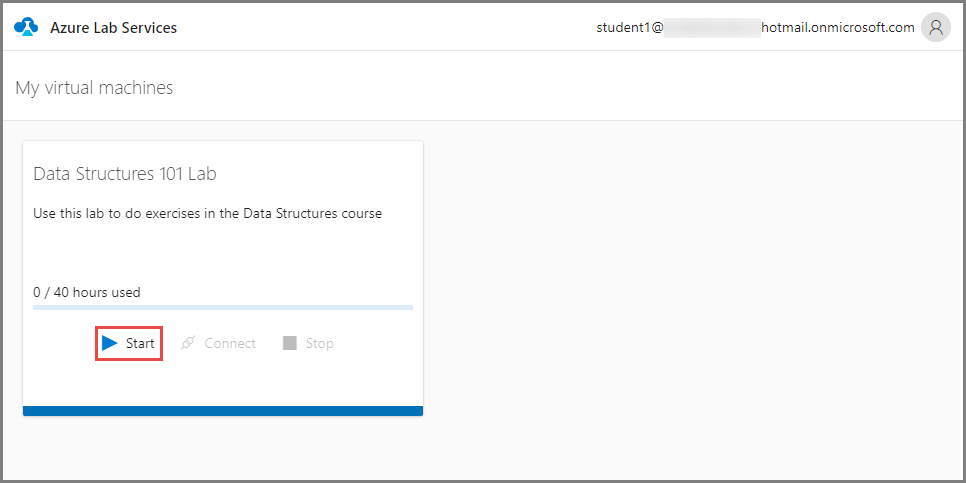 Azure Lab Services
student1@ hotmail.onmicrosoft.com
My virtual machines
Data Structures 101 Lab
Use this lab to do exercises in the Data Structures course
0 / 40 hours used
Start Connect Stop